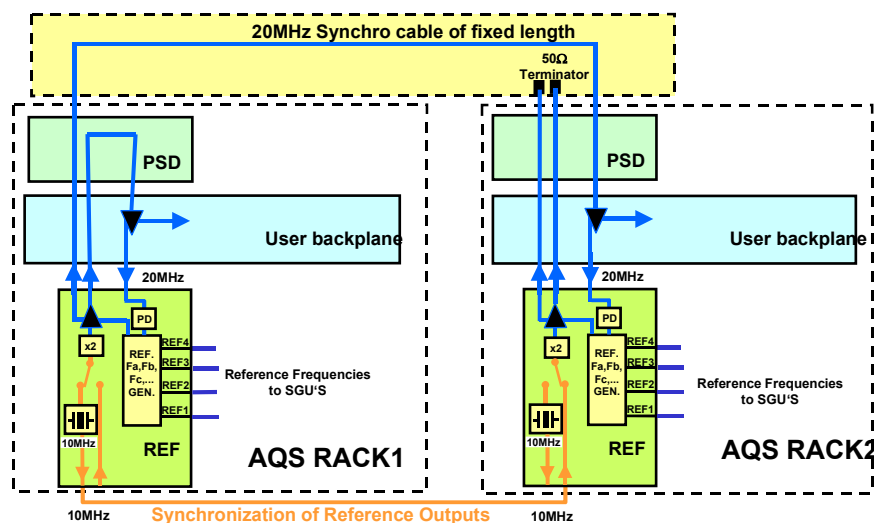 20MHz Synchro cable of fixed length
50Ω
Terminator
PSD
User backplane
20MHz
PD
x2
REF.
Fa,Fb,
Fc,...
GEN.
REF4
REF3
REF2
REF1
Reference Frequencies
to SGU'S
10MHz
REF
AQS RACK1
10MHz
PSD
User backplane
20MHz
PD
x2
REF.
Fa,Fb,
Fc,...
GEN.
REF4
REF3
REF2
REF1
Reference Frequencies
to SGU'S
10MHz
REF
AQS RACK2
10MHz
Synchronization of Reference Outputs